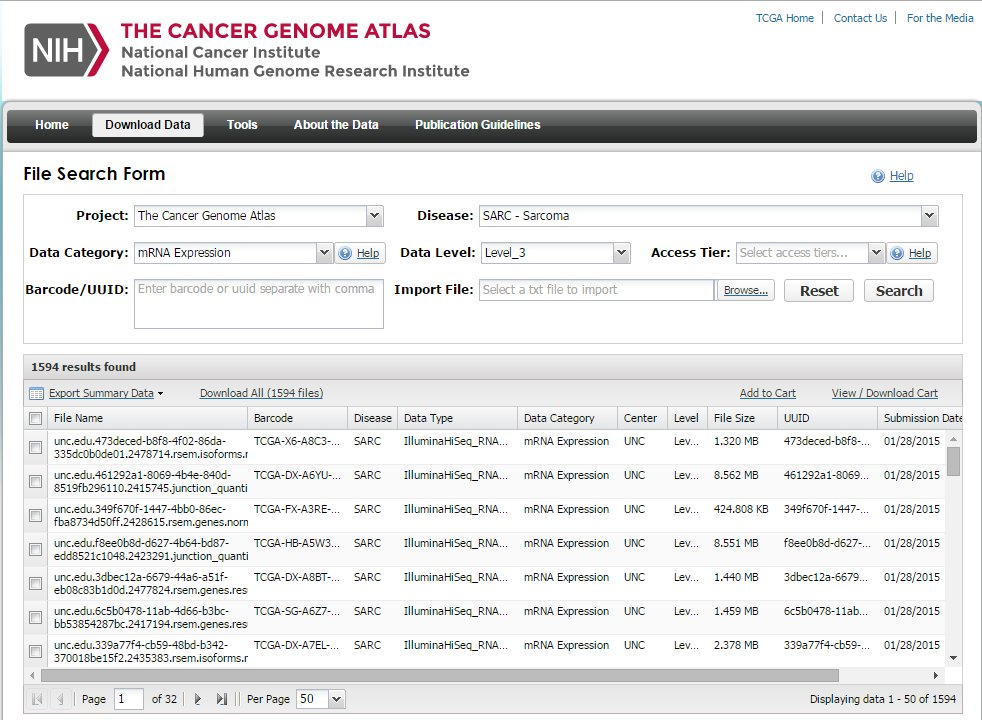 TCGA Home | Contact Us | For the Media
NIH
THE CANCER GENOME ATLAS
National Cancer Institute
National Human Genome Research Institute
Home Download Data Tools About the Data Publication Guidelines
File Search Form
Help
Project: The Cancer Genome Atlas Disease: SARC - Sarcoma
Data Category: mRNA Expression Help Data Level: Level_3 Access Tier: Select access tiers... Help
Barcode/UUID: Enter barcode or uuid separate with comma Import File: Select a txt file to import Browse... Reset Search
1594 results found
Export Summary Data Download All (1594 files) Add to Cart View / Download Cart
File Name Barcode Disease Data Type Data Category Center Level File Size UUID Submission Date
unc.edu.473deced-b8f8-4f02-86da- TCGA-X6-A8C3-... SARC IlluminaHiSeq_RNA... mRNA Expression UNC Lev... 1.320 MB 473deced-b8f8-... 01/28/2015
335dc0b0de01.2478714.rsem.isoforms.r
unc.edu.461292a1-8069-4b4e-840d- TCGA-DX-A6YU-... SARC IlluminaHiSeq_RNA... mRNA Expression UNC Lev... 8.562 MB 461292a1-8069... 01/28/2015
8519fb296110.2415745.junction_quanti
unc.edu.349f670f-1447-4bb0-86ec- TCGA-FX-A3RE-... SARC IlluminaHiSeq_RNA... mRNA Expression UNC Lev... 424.808 KB 349f670f-1447-... 01/28/2015
fba8734d50ff.2428615.rsem.genes.norn
unc.edu.f8ee0b8d-d627-4b64-bd87- TCGA-HB-A5W3... SARC IlluminaHiSeq_RNA... mRNA Expression UNC Lev... 8.551 MB f8ee0b8d-d627-... 01/28/2015
edd8521c1048.2423291.junction_quanti
unc.edu.3dbec12a-6679-44a6-a51f- TCGA-DX-A8BT-... SARC IlluminaHiSeq_RNA... mRNA Expression UNC Lev... 1.440 MB 3dbec12a-6679... 01/28/2015
eb08c83b1d0d.2477824.rsem.genes.resu
unc.edu.6c5b0478-11ab-4d66-b3bc- TCGA-SG-A6Z7-... SARC IlluminaHiSeq_RNA... mRNA Expression UNC Lev... 1.459 MB 6c5b0478-11ab... 01/28/2015
bb53854287bc.2417194.rsem.genes.resu
unc.edu.339a77f4-cb59-48bd-b342- TCGA-DX-A7EL-... SARC IlluminaHiSeq_RNA... mRNA Expression UNC Lev... 2.378 MB 339a77f4-cb59-... 01/28/2015
370018be15f2.2435383.rsem.isoforms.r
Page 1 of 32 Per Page 50 Displaying data 1 - 50 of 1594